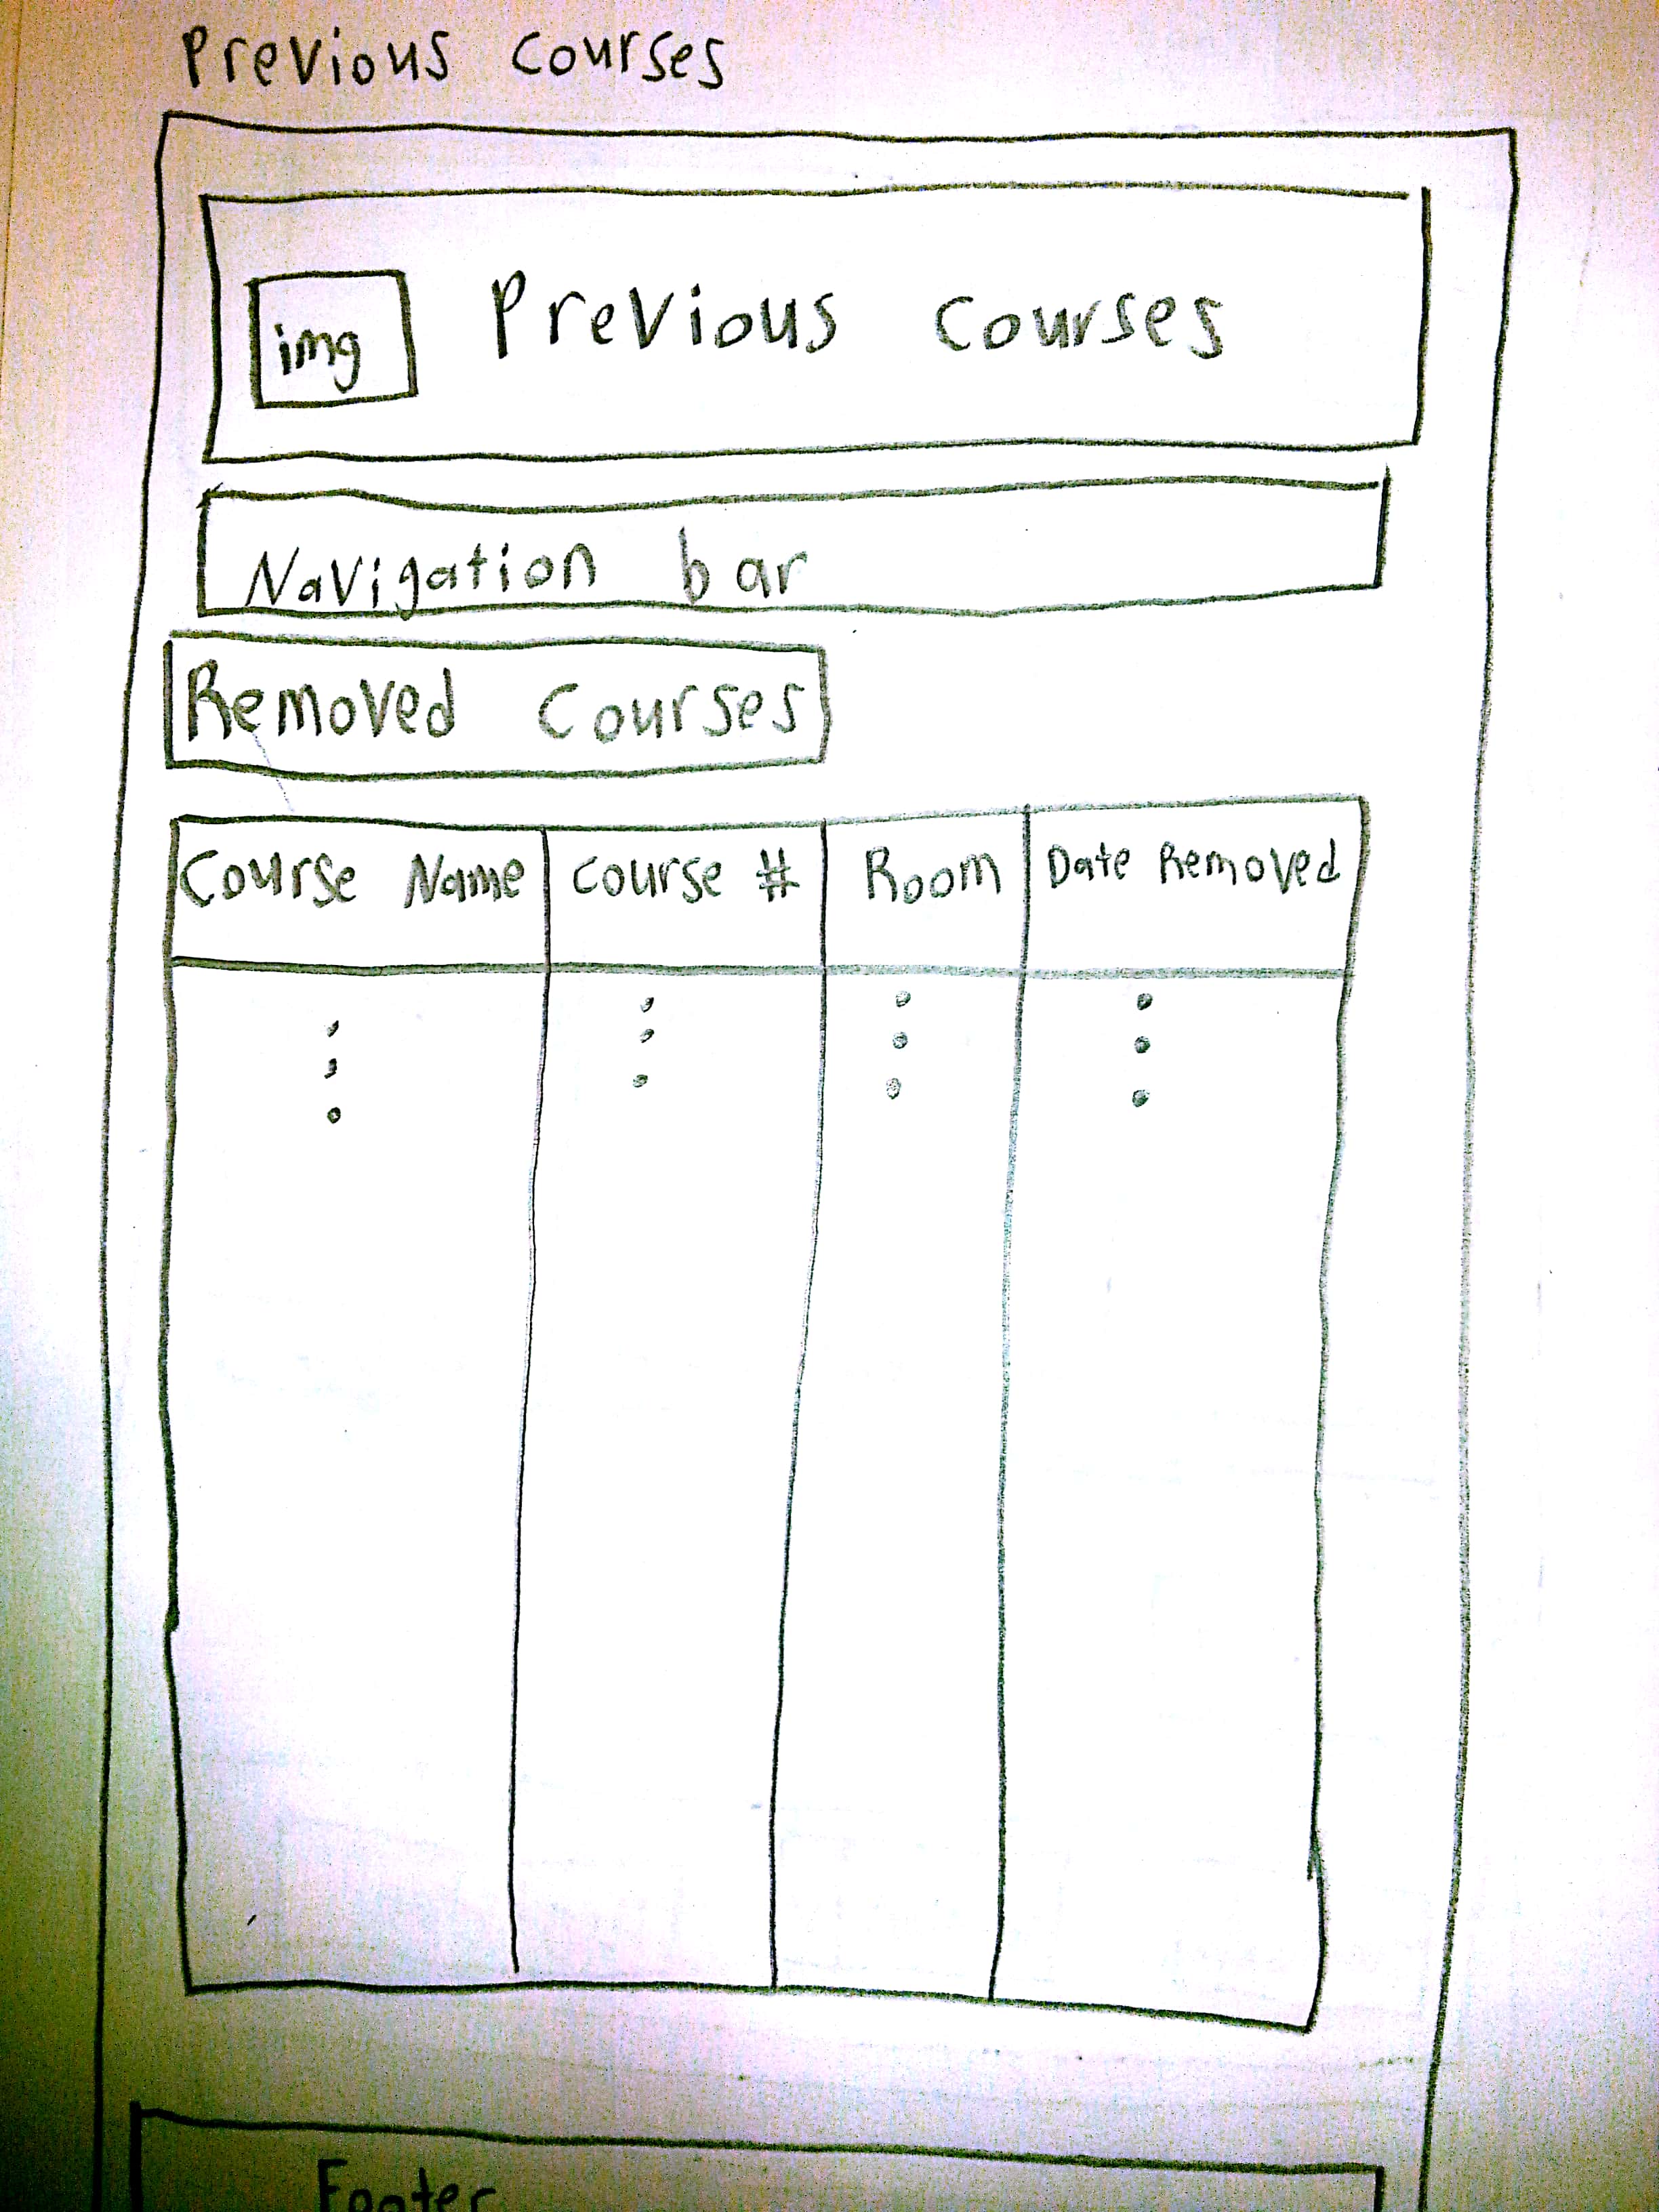 Previous courses
img Previous courses
Navigation bar
Removed courses
Course Name course # Room Date Removed
Footer